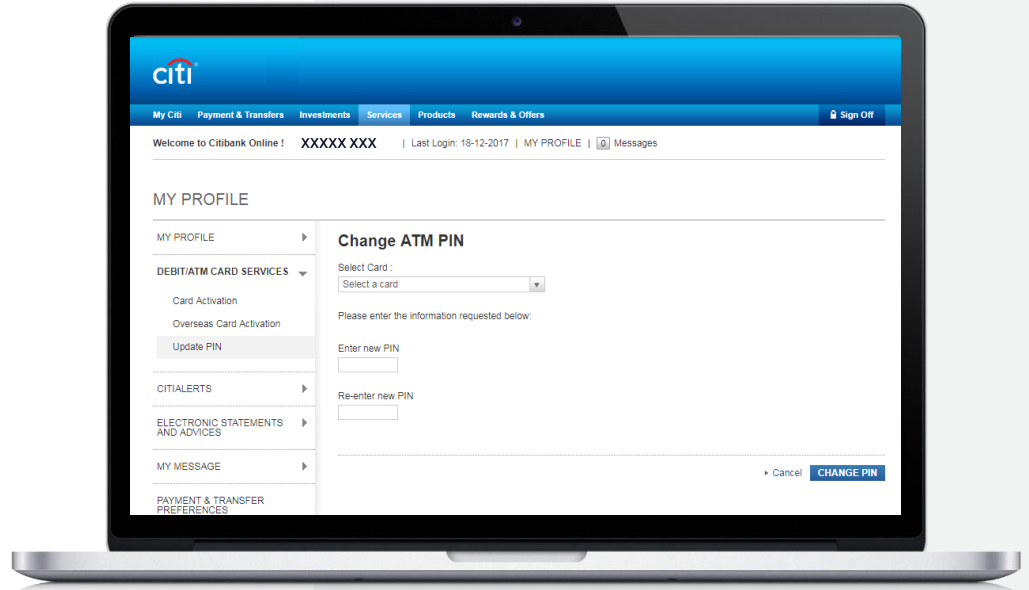 citi
My Citi Payment & Transfers Investments Services Products Rewards & Offers Sign Off
Welcome to Citibank Online ! XXXXX XXX | Last Login: 18-12-2017 | MY PROFILE | 0 Messages
MY PROFILE
MY PROFILE
DEBIT/ATM CARD SERVICES
Card Activation
Overseas Card Activation
Update PIN
CITIALERTS
ELECTRONIC STATEMENTS
AND ADVICES
MY MESSAGE
PAYMENT & TRANSFER
PREFERENCES
Change ATM PIN
Select Card :
Select a card
Please enter the information requested below:
Enter new PIN
Re-enter new PIN
Cancel CHANGE PIN